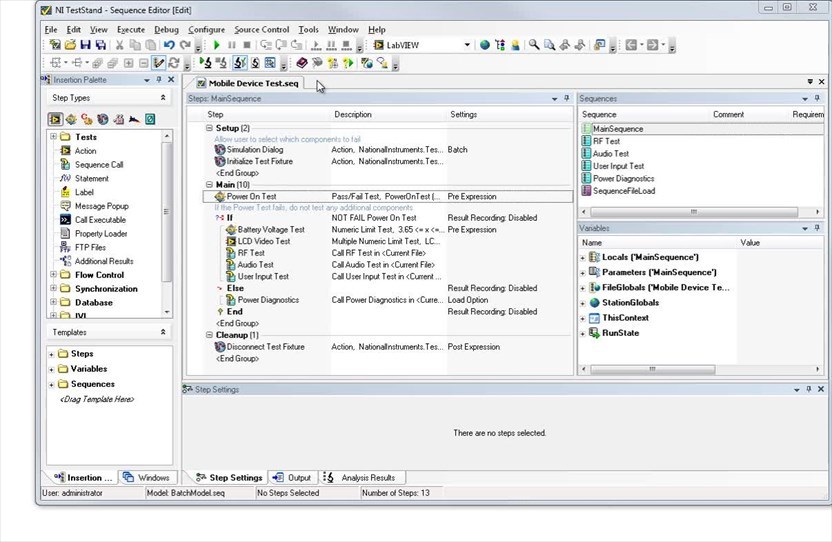 NI TestStand - Sequence Editor [Edit]
File Edit View Execute Debug Configure Source Control Tools Window Help
LabVIEW
Insertion Palette
Mobile Device Test.seq
Step Types
Steps: MainSequence
Sequences
Step Description Settings
Sequence Comment Requirem
Setup (2)
Allow user to select which components to fail
Simulation Dialog Action, NationalInstruments.Tes... Batch
Initialize Test Fixture Action, NationalInstruments.Tes...
<End Group>
Main (10)
Power On Test Pass/Fail Test, PowerOnTest (... Pre Expression
If the Power Test fails, do not test any additional components
If NOT FAIL Power On Test Result Recording: Disabled
Battery Voltage Test Numeric Limit Test, 3.65 <= x <=... Pre Expression
LCD Video Test Multiple Numeric Limit Test, LC...
RF Test Call RF Test in <Current File>
Audio Test Call Audio Test in <Current File>
User Input Test Call User Input Test in <Current ...
Else Result Recording: Disabled
Power Diagnostics Call Power Diagnostics in <Curre... Load Option
End Result Recording: Disabled
<End Group>
Cleanup (1)
Disconnect Test Fixture Action, NationalInstruments.Tes... Post Expression
<End Group>
Tests
Action
Sequence Call
Statement
Label
Message Popup
Call Executable
Property Loader
FTP Files
Additional Results
Flow Control
Synchronization
Database
IVI
Templates
Steps
Variables
Sequences
<Drag Template Here>
MainSequence
RF Test
Audio Test
User Input Test
Power Diagnostics
SequenceFileLoad
Variables
Name Value
Locals ('MainSequence')
Parameters ('MainSequence')
FileGlobals ('Mobile Device Te...
StationGlobals
ThisContext
RunState
Step Settings
There are no steps selected.
Insertion ... Windows
Step Settings Output Analysis Results
User: administrator Model: BatchModel.seq No Steps Selected Number of Steps: 13